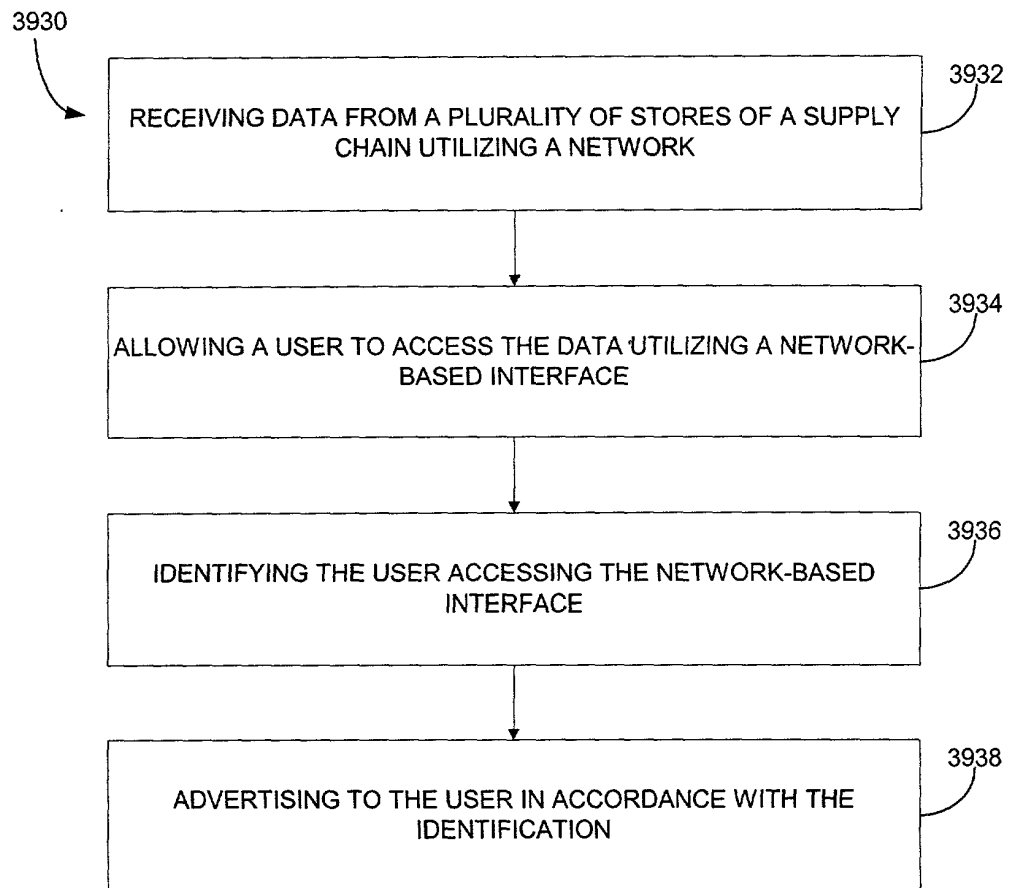 3930
3932
RECEIVING DATA FROM A PLURALITY OF STORES OF A SUPPLY
CHAIN UTILIZING A NETWORK
3934
ALLOWING A USER TO ACCESS THE DATA UTILIZING A NETWORK-
BASED INTERFACE
3936
IDENTIFYING THE USER ACCESSING THE NETWORK-BASED
INTERFACE
3938
ADVERTISING TO THE USER IN ACCORDANCE WITH THE
IDENTIFICATION